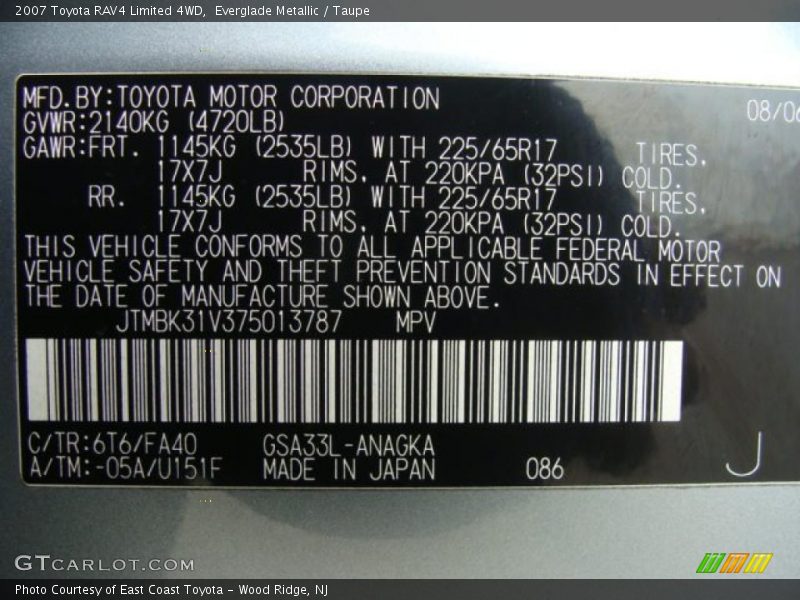 2007 Toyota RAV4 Limited 4WD, Everglade Metallic / Taupe
MFD.BY:TOYOTA MOTOR CORPORATION 08/06
GVWR:2140KG (4720LB)
GAWR:FRT. 1145KG (2535LB) WITH 225/65R17 TIRES,
17X7J RIMS, AT 220KPA (32PSI) COLD.
RR. 1145KG (2535LB) WITH 225/65R17 TIRES,
17X7J RIMS, AT 220KPA (32PSI) COLD.
THIS VEHICLE CONFORMS TO ALL APPLICABLE FEDERAL MOTOR
VEHICLE SAFETY AND THEFT PREVENTION STANDARDS IN EFFECT ON
THE DATE OF MANUFACTURE SHOWN ABOVE.
JTMBK31V375013787 MPV
C/TR:6T6/FA40 GSA33L-ANAGKA
A/TM:-05A/U151F MADE IN JAPAN 086 J
GTCARLOT.COM
Photo Courtesy of East Coast Toyota – Wood Ridge, NJ